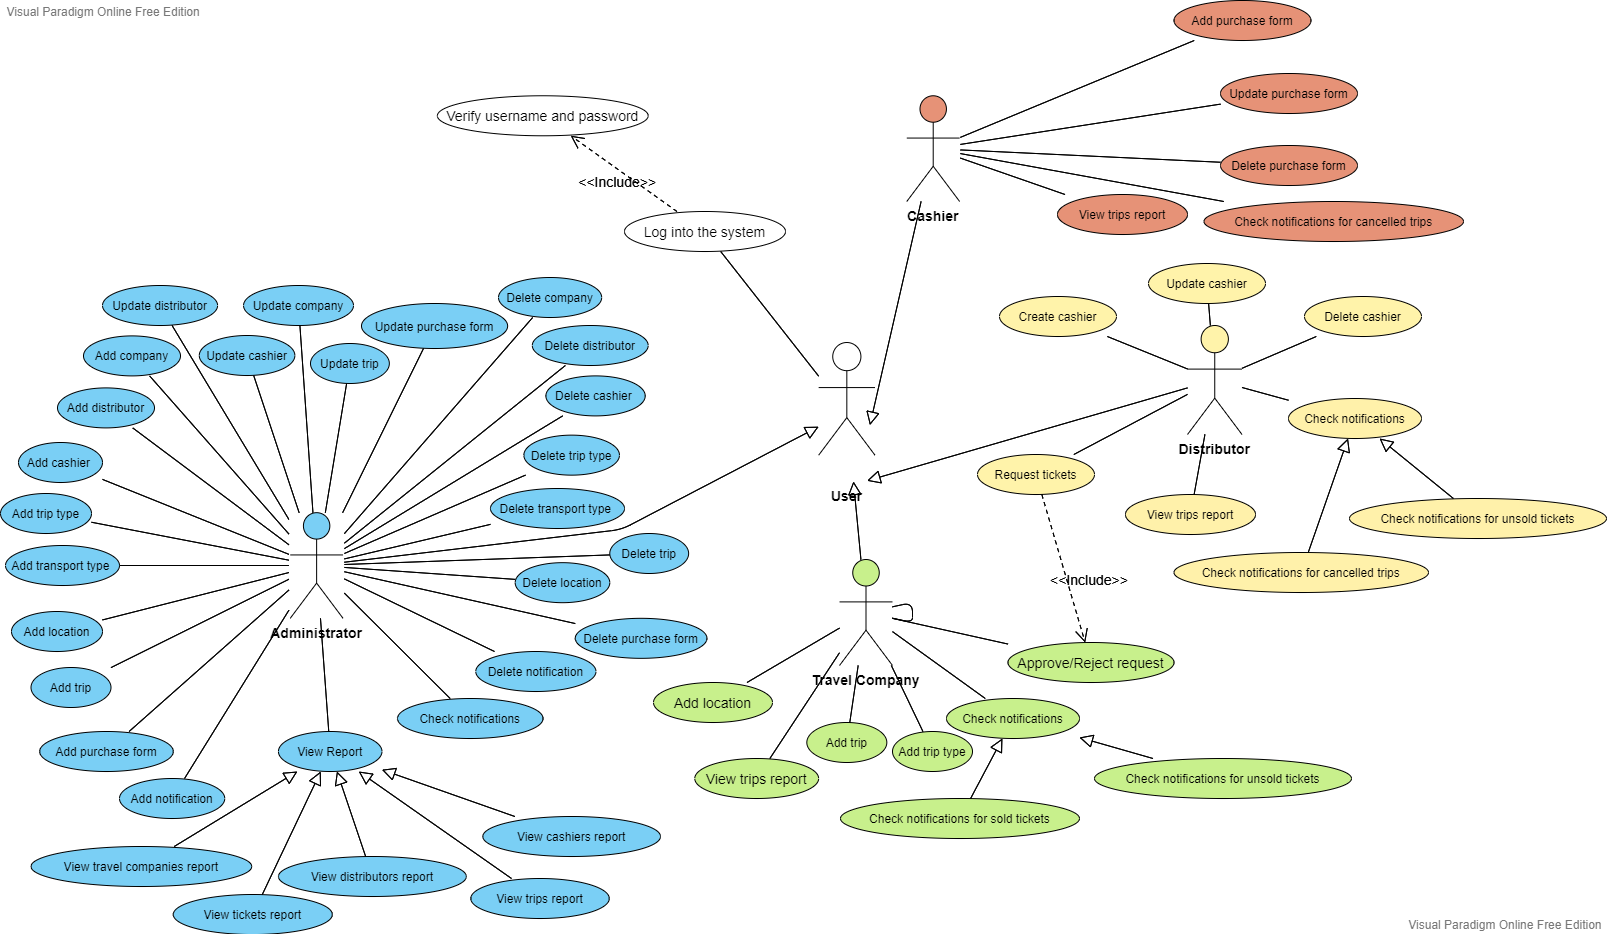 Visual Paradigm Online Free Edition
Add purchase form
Update purchase form
Verify username and password
Delete purchase form
<<Include>>
Cashier
View trips report
Check notifications for cancelled trips
Log into the system
Update cashier
Create cashier
Delete cashier
Update distributor
Update company
Delete company
Update purchase form
Add company
Update cashier
Update trip
Delete distributor
Add distributor
Delete cashier
Check notifications
Distributor
Add cashier
Delete trip type
Request tickets
User
Add trip type
Delete transport type
View trips report
Check notifications for unsold tickets
Add transport type
Delete trip
Delete location
Check notifications for cancelled trips
<<Include>>
Add location
Administrator
Delete purchase form
Approve/Reject request
Delete notification
Travel Company
Add trip
Add location
Check notifications
Check notifications
Add purchase form
View Report
Add trip
Add trip type
View trips report
Check notifications for unsold tickets
Add notification
Check notifications for sold tickets
View cashiers report
View travel companies report
View distributors report
View trips report
View tickets report
Visual Paradigm Online Free Edition